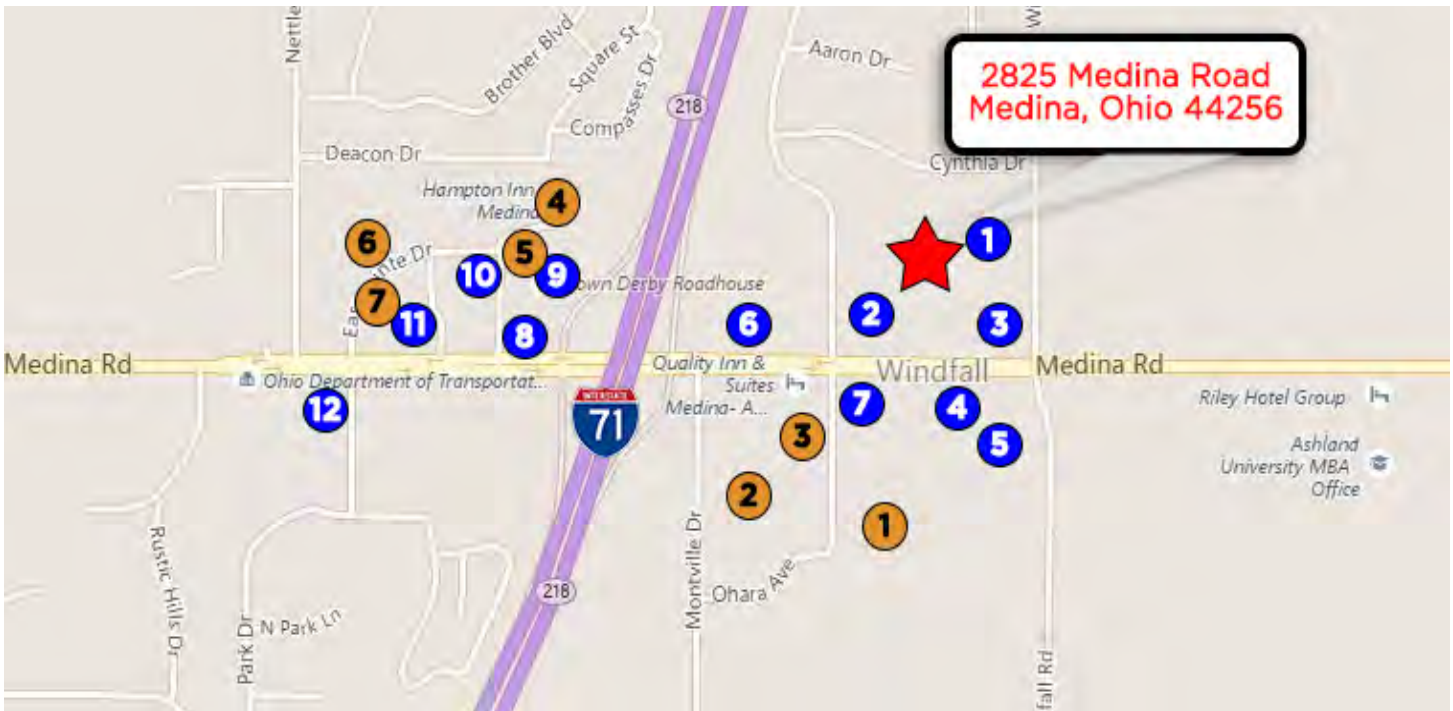 Nettle
Brother Blvd
Square St
Compasses Dr
Deacon Dr
218
Aaron Dr
Wi
2825 Medina Road
Medina, Ohio 44256
Cynthia Dr
Hampton Inn
Medina
4
6
5
nte Dr
10
9
7
11
8
own Derby Roadhouse
1
2
3
6
Medina Rd
Ohio Department of Transportat...
12
INTERSTATE
71
Quality Inn &
Suites
Medina- A...
Windfall
Medina Rd
7
4
5
3
2
1
Riley Hotel Group
Ashland
University MBA
Office
Rustic Hills Dr
Park Dr
N Park Ln
218
Montville Dr
Ohara Ave
fall Rd